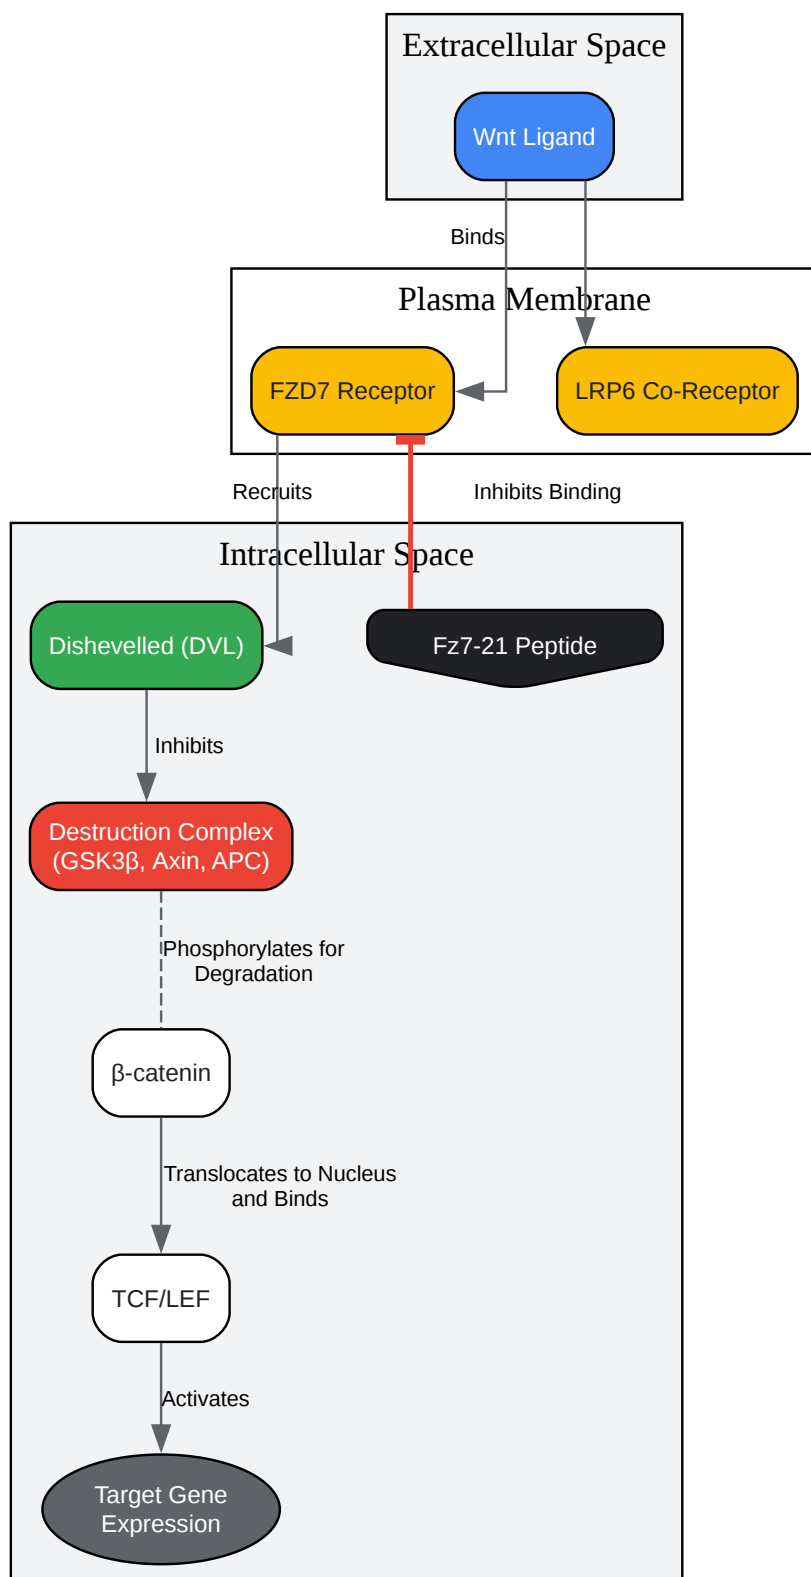 Extracellular Space
Wnt Ligand
Binds
Plasma Membrane
FZD7 Receptor
LRP6 Co-Receptor
Recruits
Inhibits Binding
Intracellular Space
Dishevelled (DVL)
Fz7-21 Peptide
Inhibits
Destruction Complex
(GSK3β, Axin, APC)
Phosphorylates for
Degradation
β-catenin
Translocates to Nucleus
and Binds
TCF/LEF
Activates
Target Gene
Expression